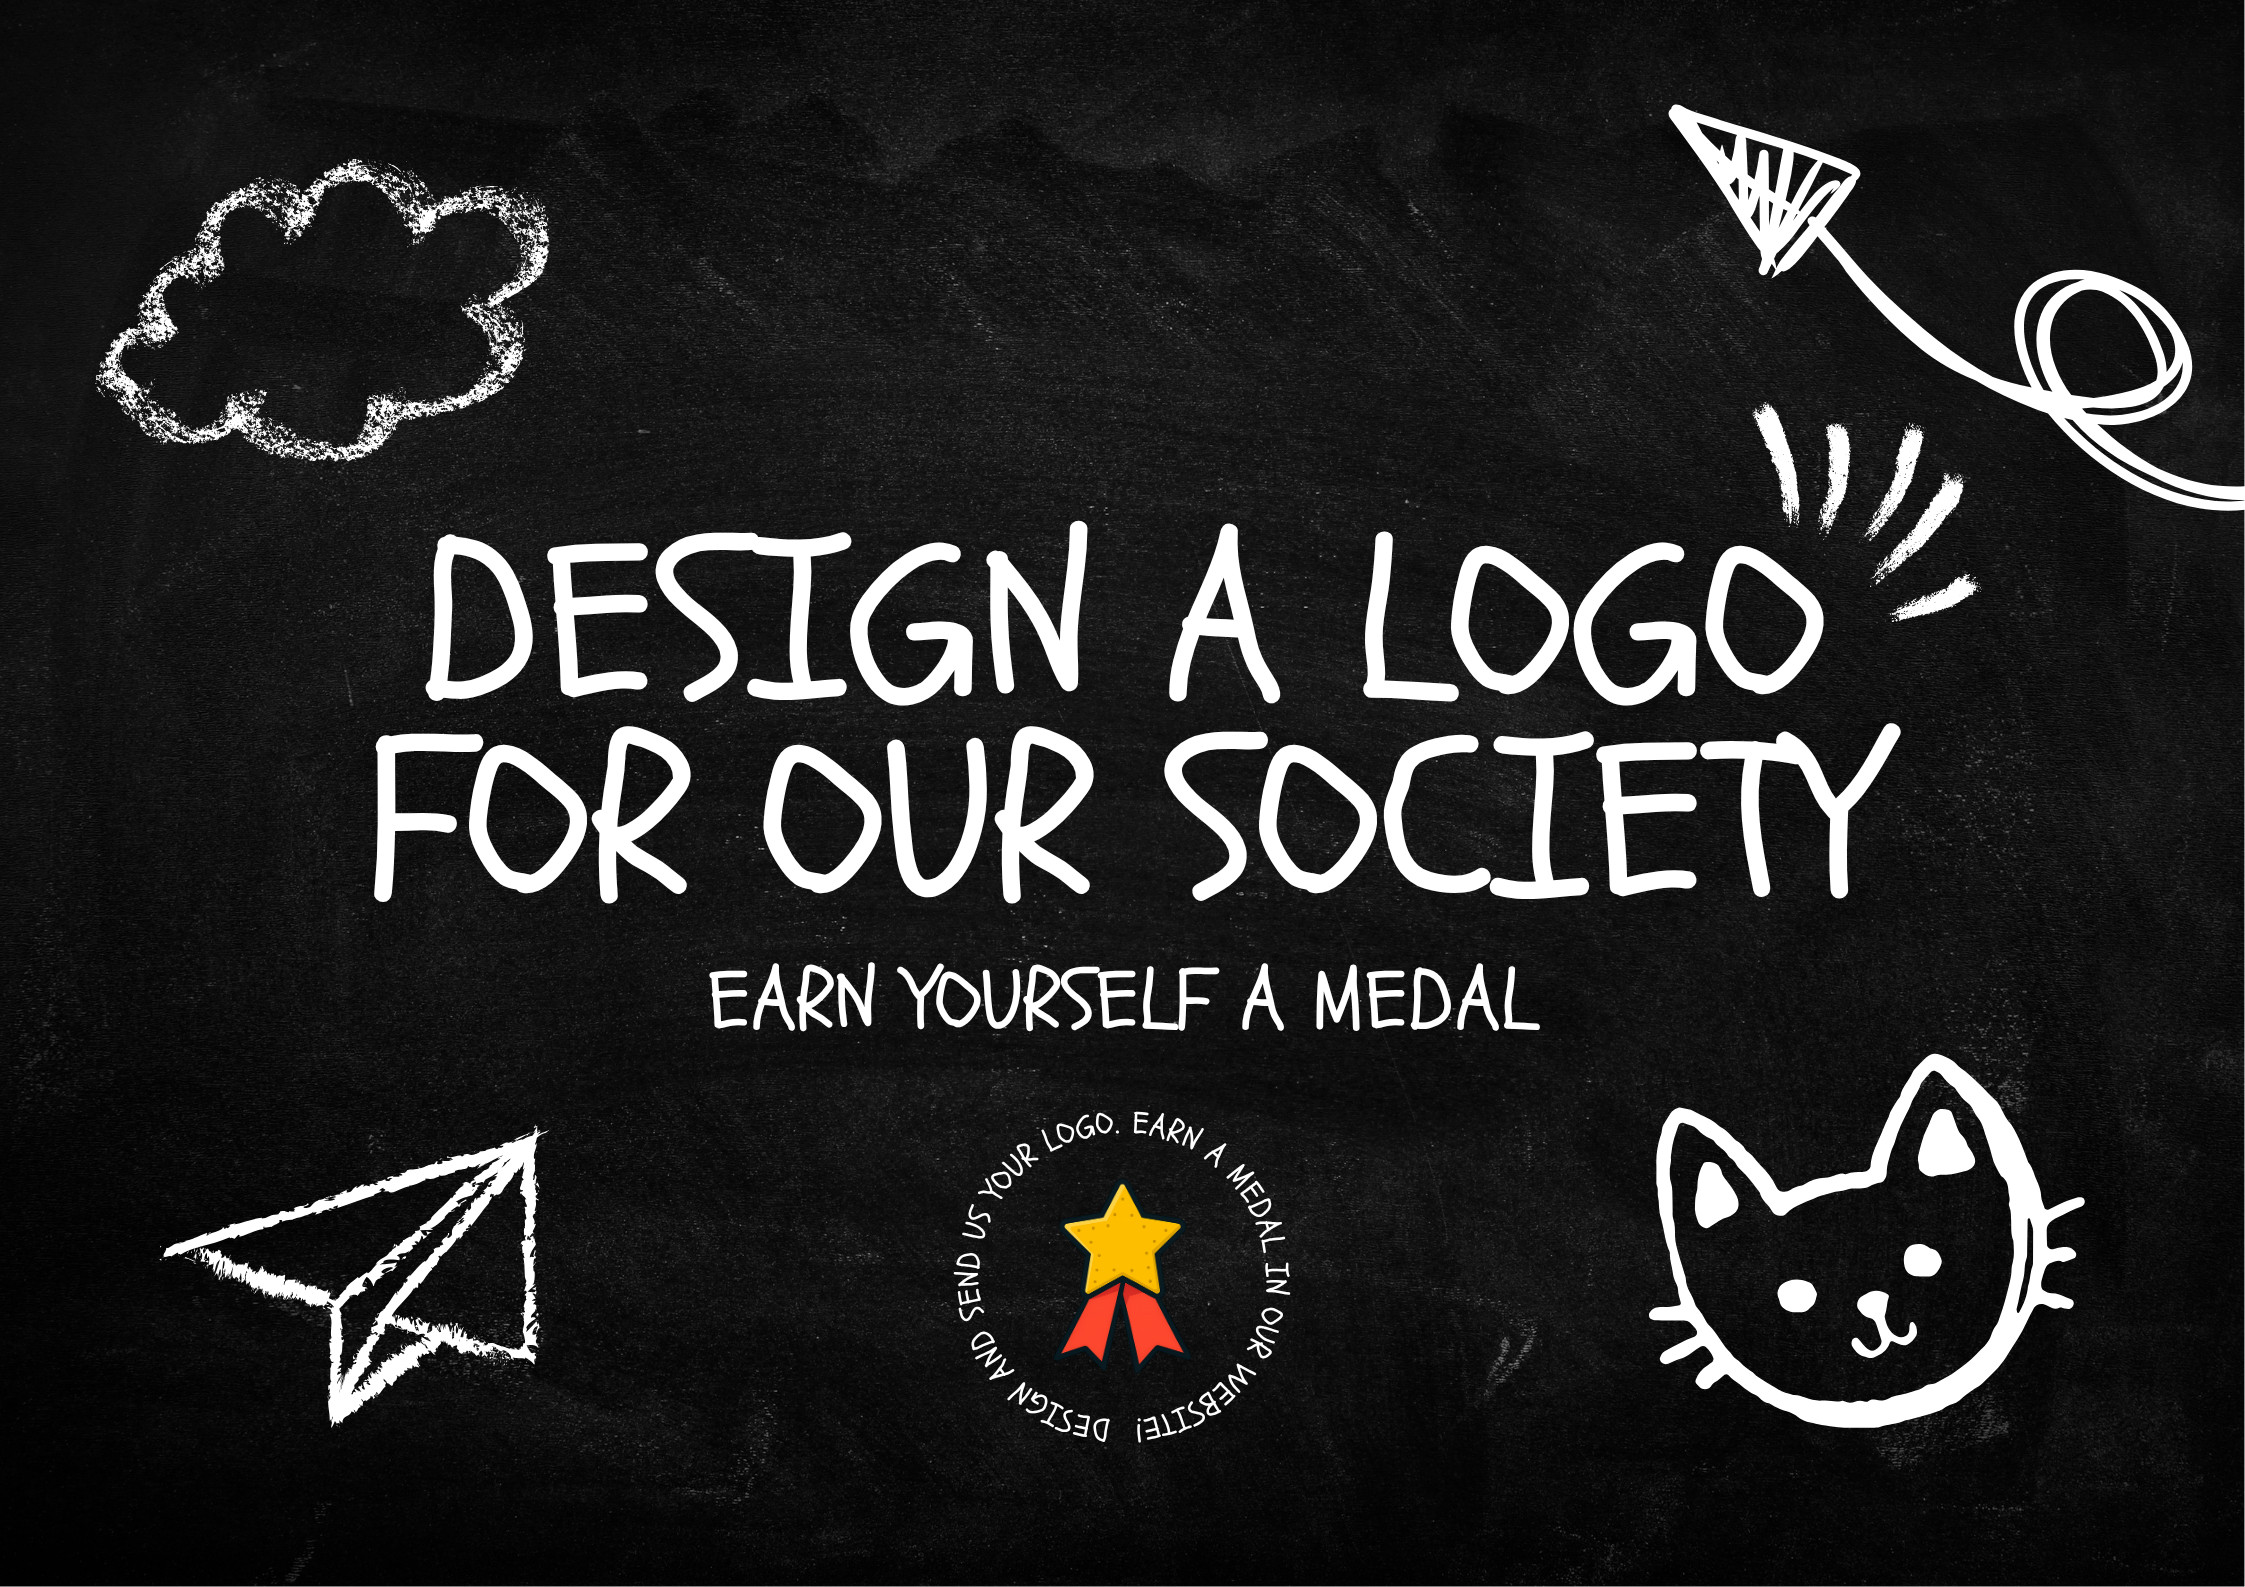 DESIGN A LOGO
FOR OUR SOCIETY
EARN YOURSELF A MEDAL
DESIGN AND SEND US YOUR LOGO. EARN A MEDAL IN OUR WEBSITE!